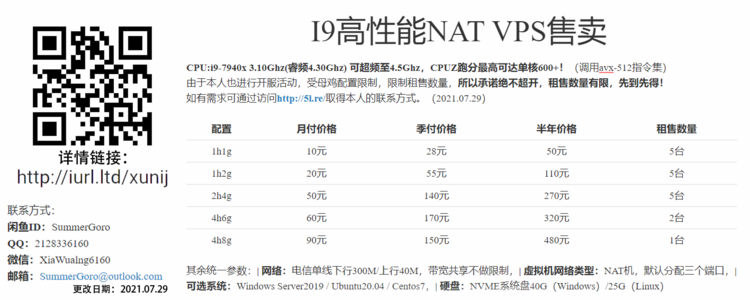 I9高性能NAT VPS售卖
CPU:i9-7940x 3.10Ghz(睿频4.30Ghz) 可超频至4.5Ghz，CPUZ跑分最高可达单核600+！（调用avx-512指令集）
由于本人也进行开服活动，受母鸡配置限制，限制租售数量，所以承诺绝不超开，租售数量有限，先到先得！
如有需求可通过访问http://5l.re/取得本人的联系方式。（2021.07.29）
配置 月付价格 季付价格 半年价格 租售数量
1h1g 10元 28元 50元 5台
1h2g 20元 55元 110元 5台
2h4g 50元 140元 270元 5台
4h6g 60元 170元 320元 2台
4h8g 90元 150元 480元 1台
其余统一参数：| 网络：电信单线下行300M/上行40M，带宽共享不做限制，| 虚拟机网络类型：NAT机，默认分配三个端口，|
可选系统：Windows Server2019 / Ubuntu20.04 / Centos7，| 硬盘：NVME系统盘40G（Windows）/25G（Linux）
详情链接：
http://iurl.ltd/xunij
联系方式：
闲鱼ID：SummerGoro
QQ：2128336160
微信：XiaWuaIng6160
邮箱：SummerGoro@outlook.com
更改日期：2021.07.29